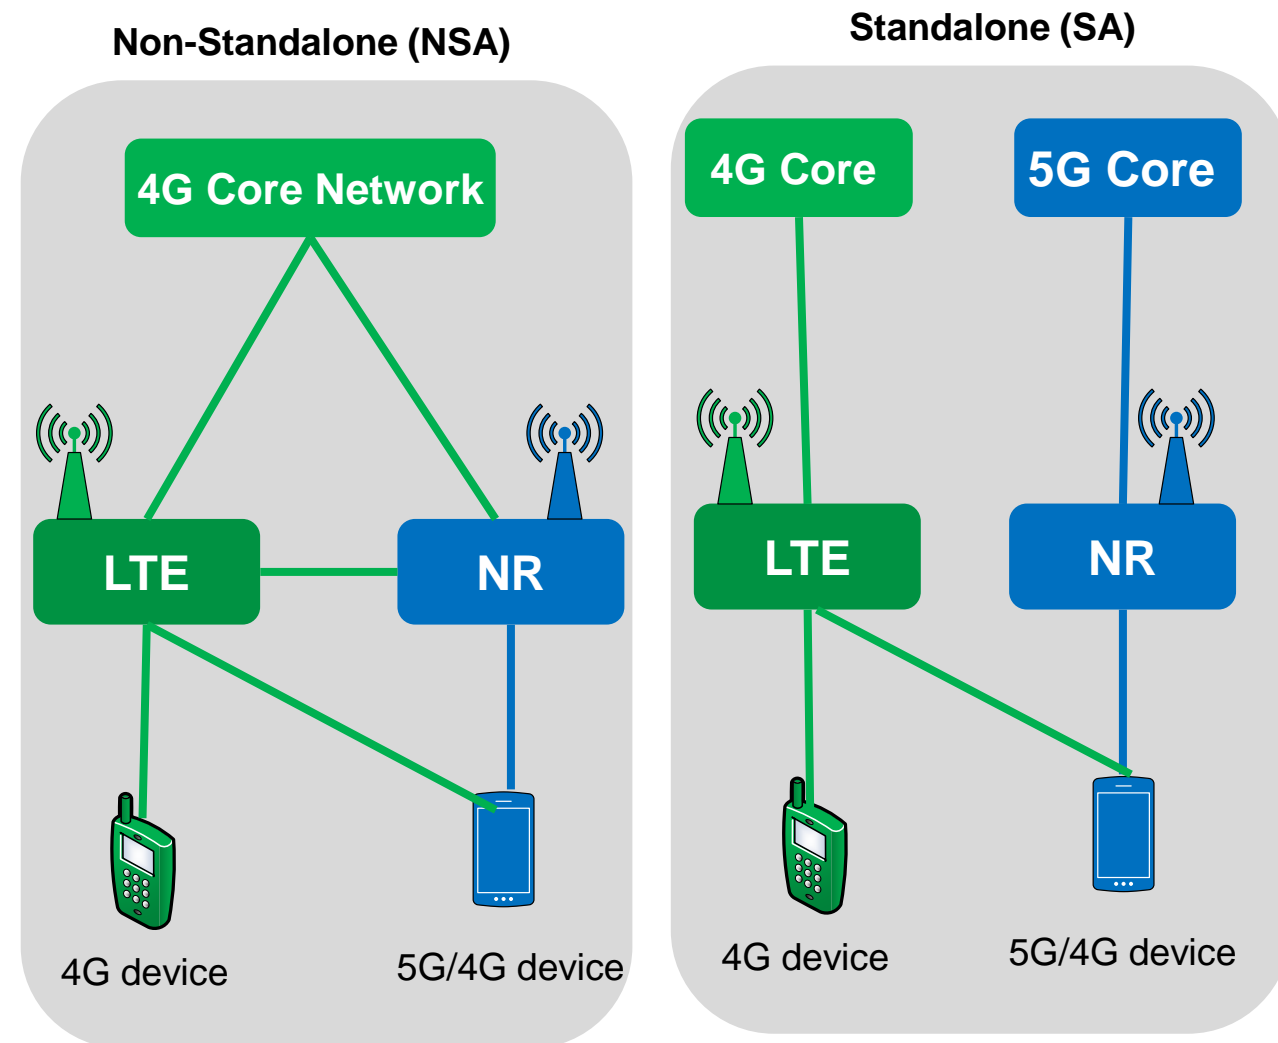 Non-Standalone (NSA)
4G Core Network
LTE
NR
4G device
5G/4G device
Standalone (SA)
4G Core
5G Core
LTE
NR
4G device
5G/4G device